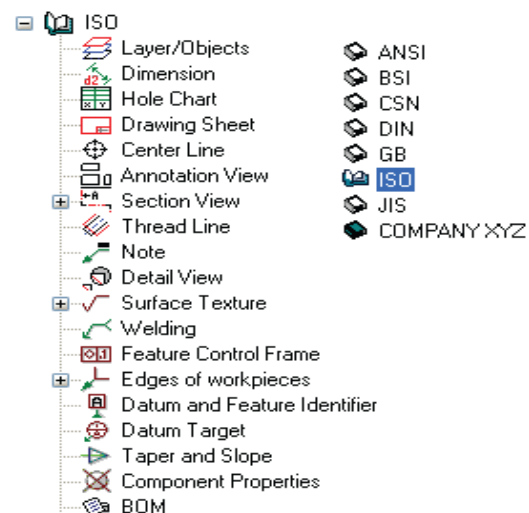 ISO
Layer/Objects
Dimension
Hole Chart
Drawing Sheet
Center Line
Annotation View
Section View
Thread Line
Note
Detail View
Surface Texture
Welding
Feature Control Frame
Edges of workpieces
Datum and Feature Identifier
Datum Target
Taper and Slope
Component Properties
BOM
ANSI
BSI
CSN
DIN
GB
ISO
JIS
COMPANY XYZ